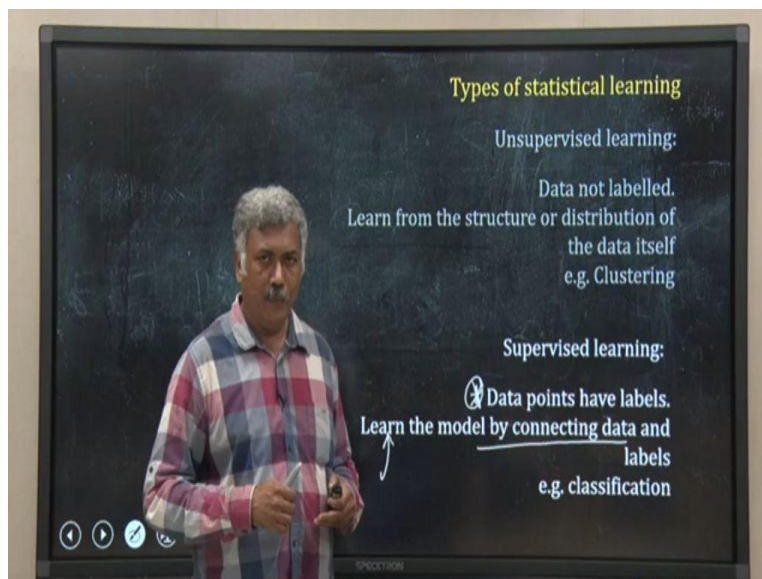 Types of statistical learning
Unsupervised learning:
Data not labelled.
Learn from the structure or distribution of
the data itself
e.g. Clustering
Supervised learning:
Data points have labels.
Learn the model by connecting data and
labels
e.g. classification
SPECKTRON